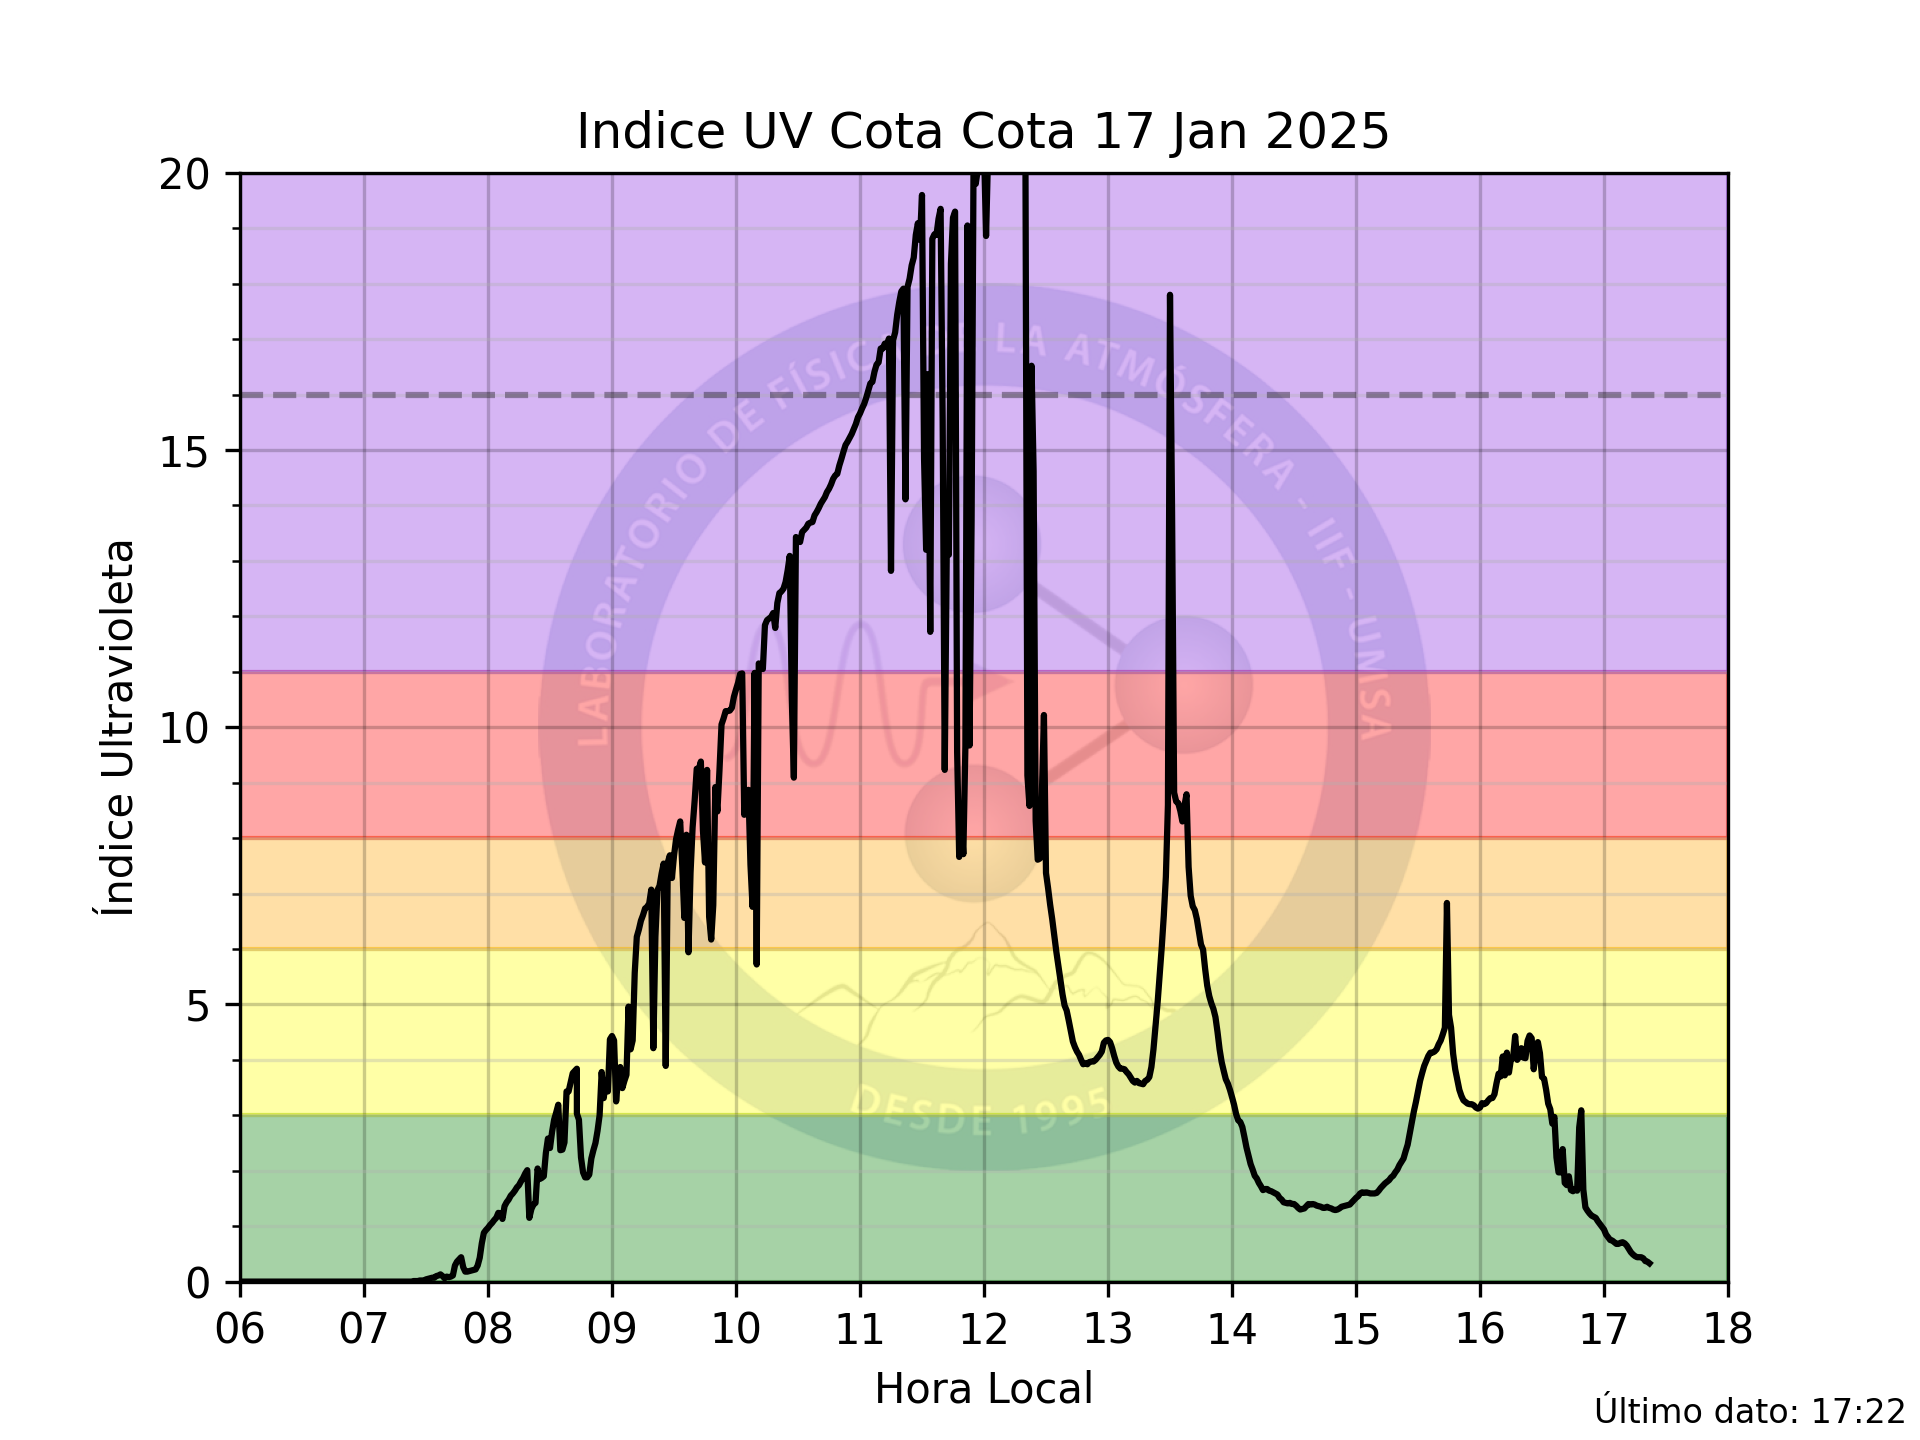 Indice UV Cota Cota 17 Jan 2025
20
15
10
5
0
Índice Ultravioleta
LABORATORIO DE FÍSIC LA ATMÓSFERA - IIF - UMSA
DESDE 1995
06 07 08 09 10 11 12 13 14 15 16 17 18
Hora Local
Último dato: 17:22